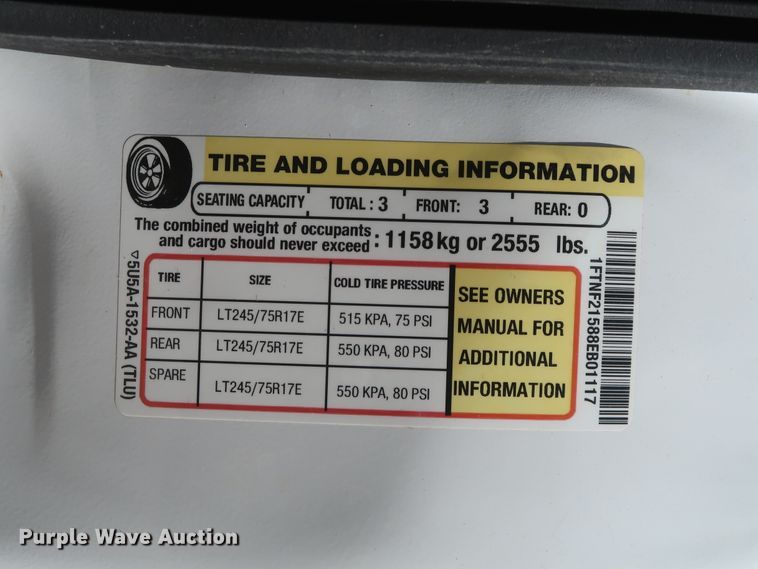 TIRE AND LOADING INFORMATION
SEATING CAPACITY TOTAL : 3 FRONT: 3 REAR: 0
The combined weight of occupants
and cargo should never exceed : 1158 kg or 2555 lbs.
TIRE SIZE COLD TIRE PRESSURE
FRONT LT245/75R17E 515 KPA, 75 PSI
REAR LT245/75R17E 550 KPA, 80 PSI
SPARE LT245/75R17E 550 KPA, 80 PSI
SEE OWNERS
MANUAL FOR
ADDITIONAL
INFORMATION
5U5A-1532-AA (TLU)
1FTNF21588EB01117
Purple Wave Auction